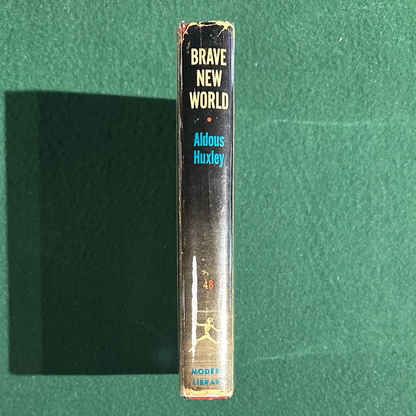 BRAVE
NEW
WORLD
Aldous
Huxley
48
MODERN
LIBRARY